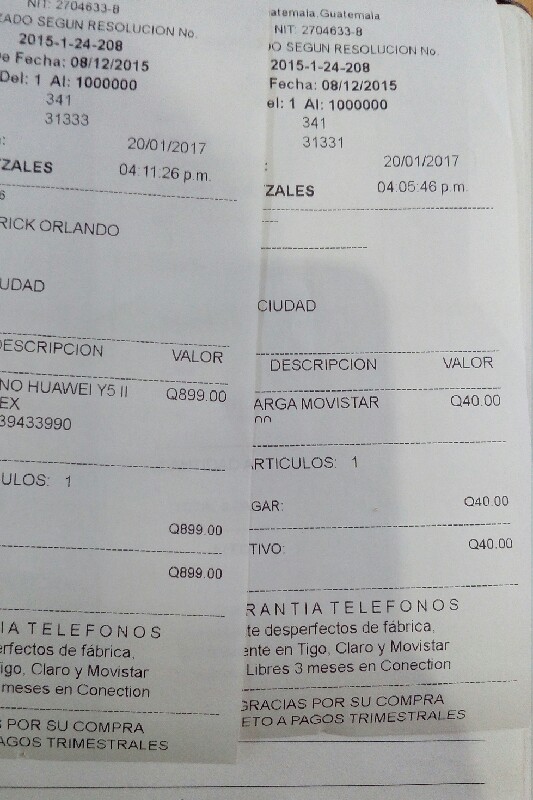 NIT: 2704633-8
ZADO SEGUN RESOLUCION No.
2015-1-24-208
e Fecha: 08/12/2015
Del: 1 Al: 1000000
341
31333
20/01/2017
ZALES 04:11:26 p.m.
6
RICK ORLANDO
UDAD
DESCRIPCION VALOR
NO HUAWEI Y5 II Q899.00
EX
39433990
ULOS: 1
Q899.00
Q899.00
IA TELEFONOS
erfectos de fábrica,
igo, Claro y Movistar
meses en Conection
S POR SU COMPRA
AGOS TRIMESTRALES
atemala,Guatemala
NIT: 2704633-8
O SEGUN RESOLUCION No.
2015-1-24-208
Fecha: 08/12/2015
el: 1 Al: 1000000
341
31331
: 20/01/2017
ZALES 04:05:46 p.m.
CIUDAD
DESCRIPCION VALOR
ARGA MOVISTAR Q40.00
ARTICULOS: 1
GAR: Q40.00
TIVO: Q40.00
RANTIA TELEFONOS
te desperfectos de fábrica,
ente en Tigo, Claro y Movistar
Libres 3 meses en Conection
GRACIAS POR SU COMPRA
ETO A PAGOS TRIMESTRALES